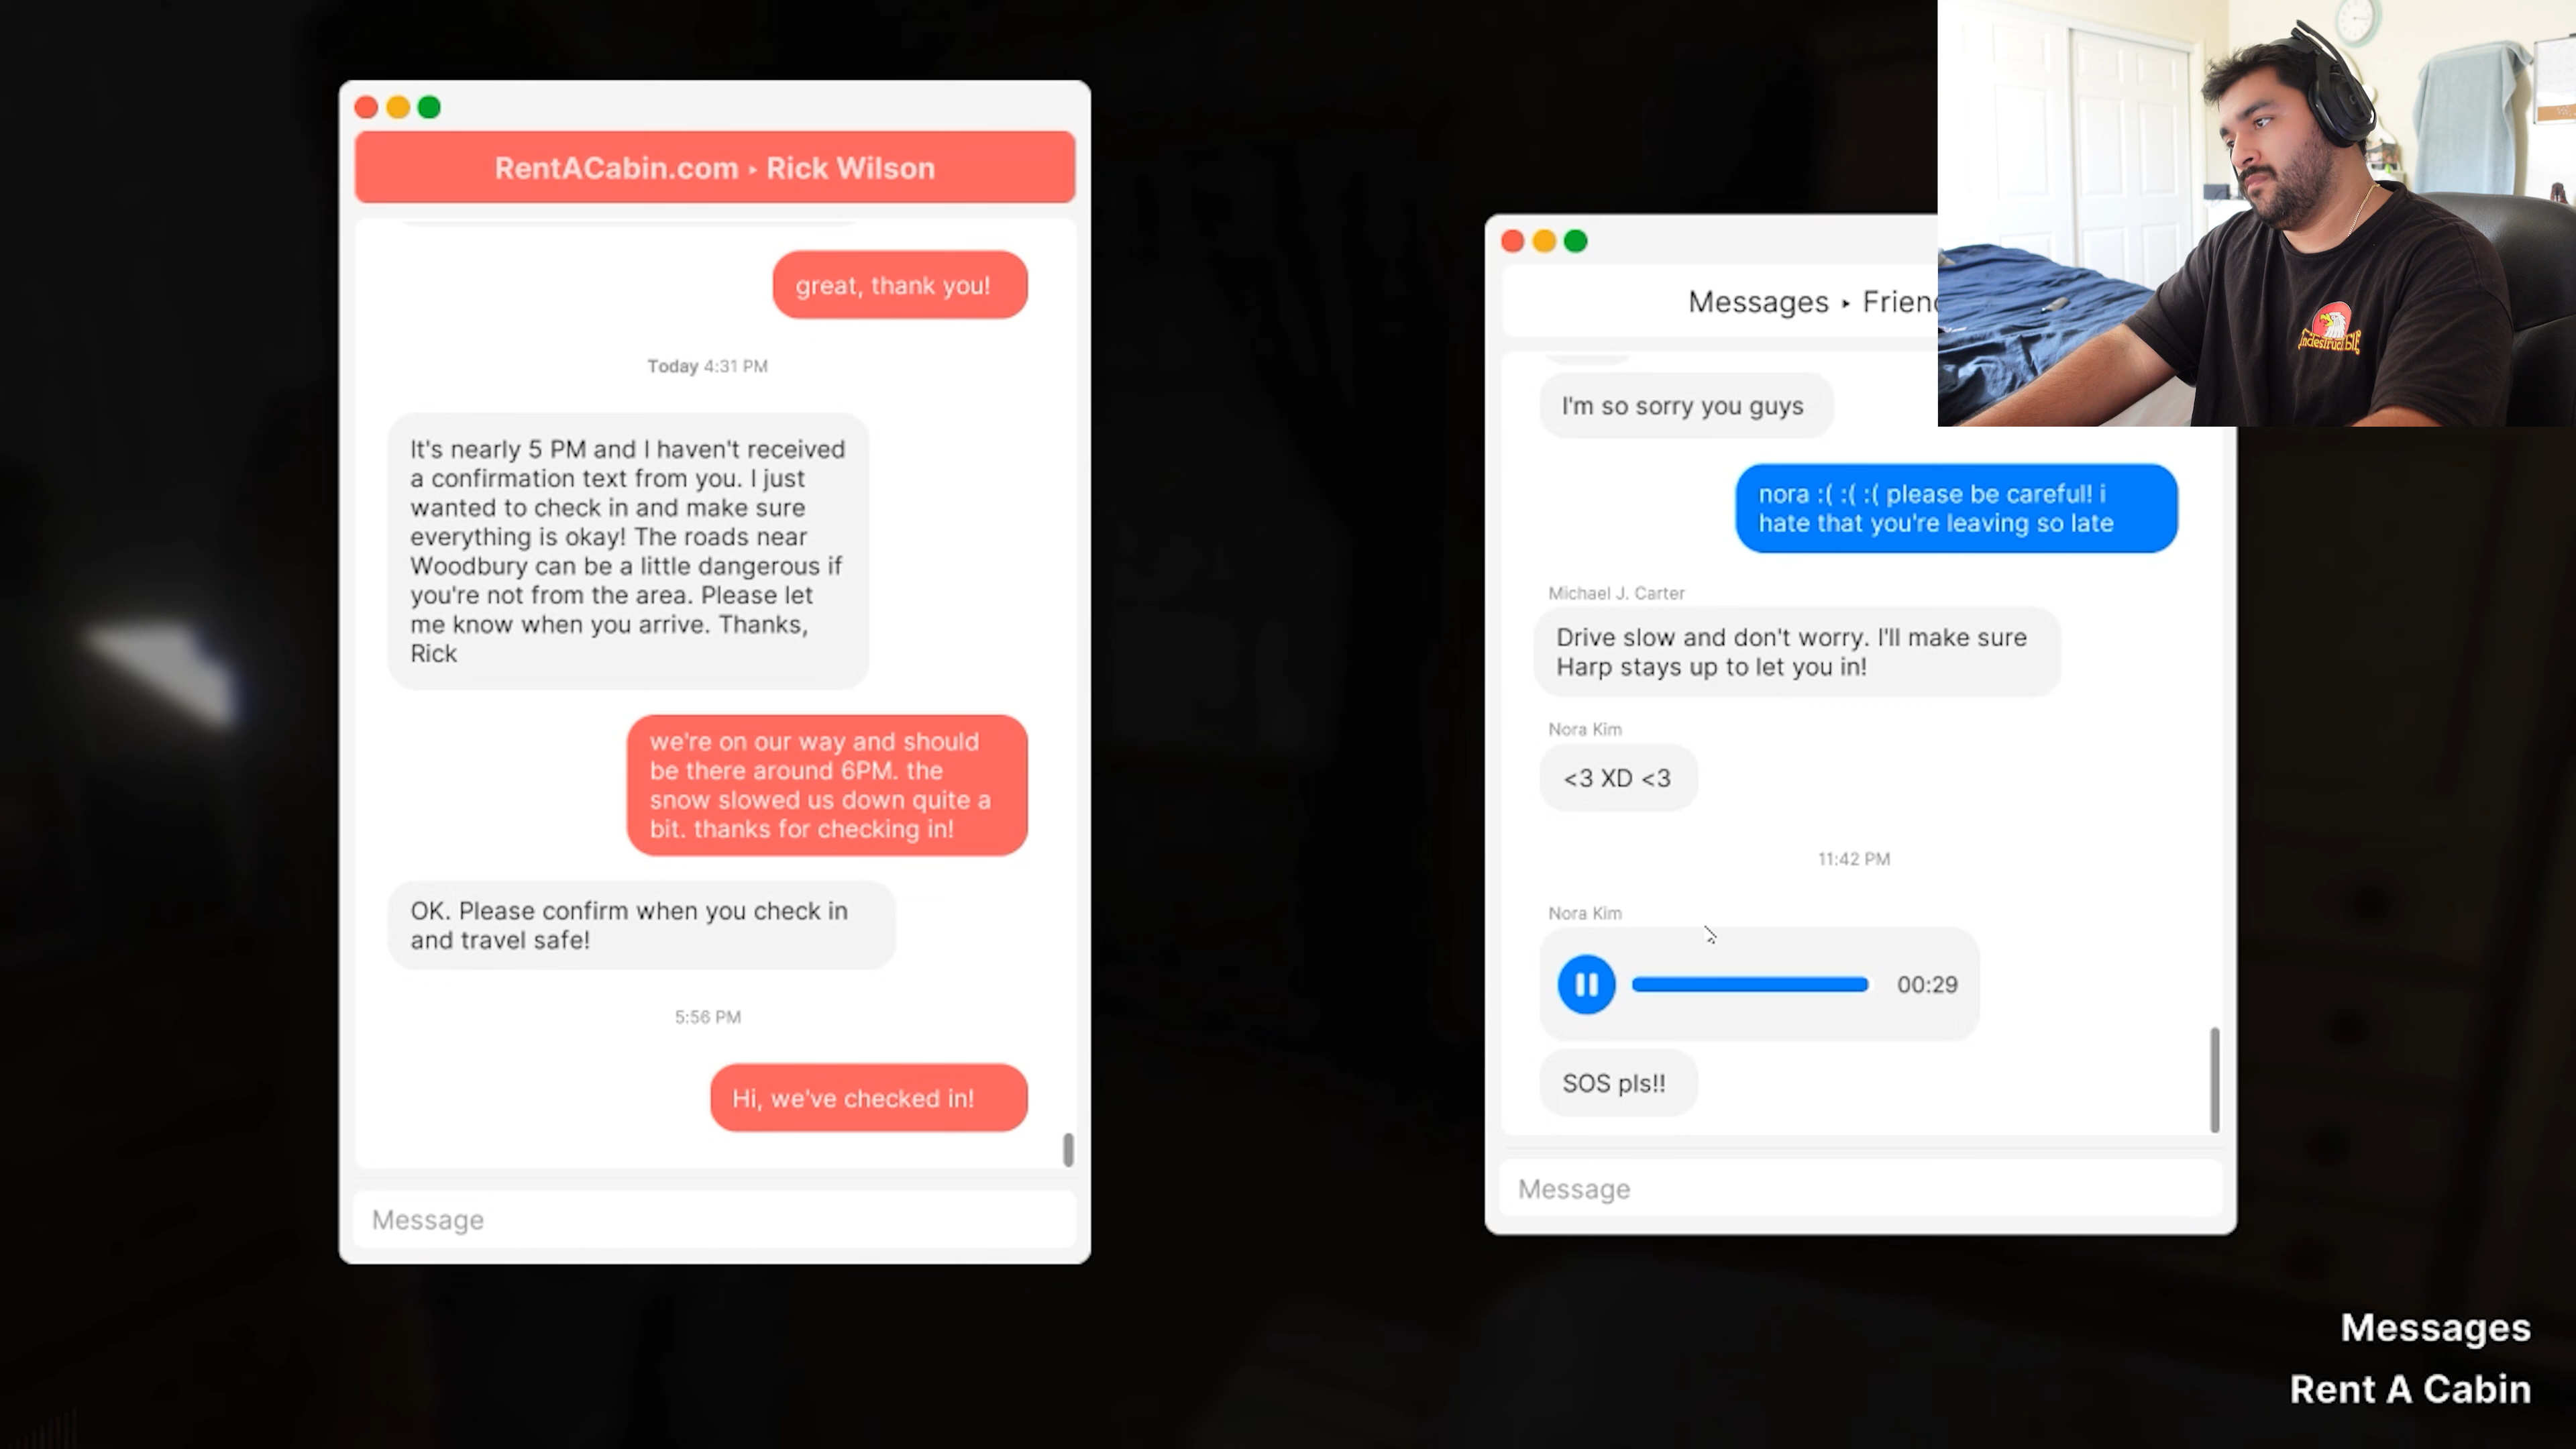 RentACabin.com ▸ Rick Wilson
great, thank you!
Today 4:31 PM
It's nearly 5 PM and I haven't received
a confirmation text from you. I just
wanted to check in and make sure
everything is okay! The roads near
Woodbury can be a little dangerous if
you're not from the area. Please let
me know when you arrive. Thanks,
Rick
we're on our way and should
be there around 6PM. the
snow slowed us down quite a
bit. thanks for checking in!
OK. Please confirm when you check in
and travel safe!
5:56 PM
Hi, we've checked in!
Message
Messages ▸
I'm so sorry you guys
nora :( :( :( please be careful! i
hate that you're leaving so late
Michael J. Carter
Drive slow and don't worry. I'll make sure
Harp stays up to let you in!
Nora Kim
<3 XD <3
11:42 PM
Nora Kim
00:29
SOS pls!!
Message
Indestructible
Messages
Rent A Cabin